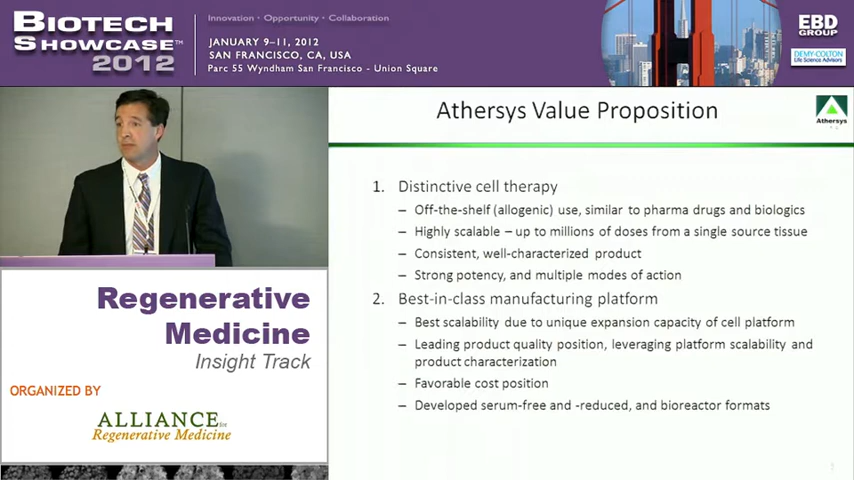 BIOTECH
SHOWCASE™
2012
Innovation · Opportunity · Collaboration
JANUARY 9–11, 2012
SAN FRANCISCO, CA, USA
Parc 55 Wyndham San Francisco - Union Square
EBD
GROUP
DEMY-COLTON
Life Science Advisors
Athersys Value Proposition
Athersys
1. Distinctive cell therapy
– Off-the-shelf (allogenic) use, similar to pharma drugs and biologics
– Highly scalable – up to millions of doses from a single source tissue
– Consistent, well-characterized product
– Strong potency, and multiple modes of action
2. Best-in-class manufacturing platform
– Best scalability due to unique expansion capacity of cell platform
– Leading product quality position, leveraging platform scalability and
product characterization
– Favorable cost position
– Developed serum-free and -reduced, and bioreactor formats
Regenerative
Medicine
Insight Track
ORGANIZED BY
ALLIANCE for
Regenerative Medicine